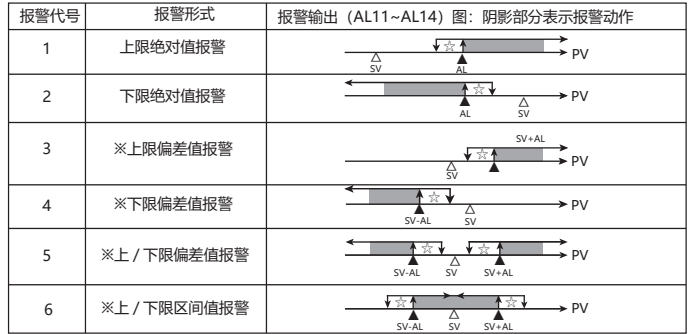 报警代号 报警形式 报警输出（AL11~AL14）图：阴影部分表示报警动作
1 上限绝对值报警 ☆ PV
SV AL
2 下限绝对值报警 ☆ PV
AL SV
3 ※上限偏差值报警 SV+AL
☆ PV
SV
4 ※下限偏差值报警 ☆ PV
SV-AL SV
5 ※上 / 下限偏差值报警 ☆ ☆ PV
SV-AL SV SV+AL
6 ※上 / 下限区间值报警 ☆ ☆ PV
SV-AL SV SV+AL